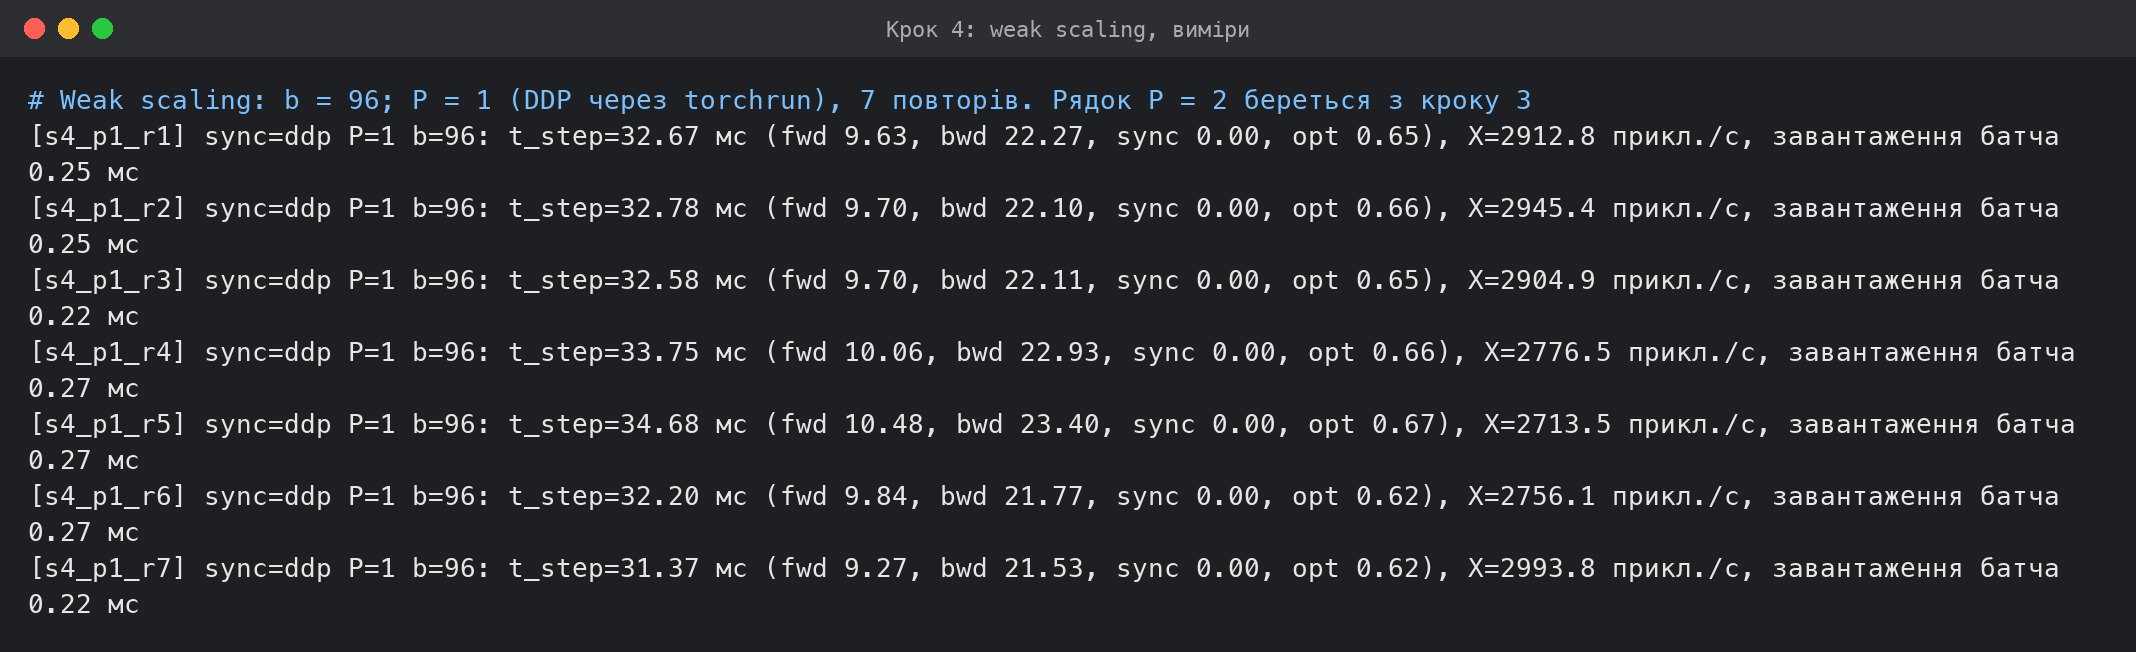 Крок 4: weak scaling, виміри
# Weak scaling: b = 96; P = 1 (DDP через torchrun), 7 повторів. Рядок P = 2 береться з кроку 3
[s4_p1_r1] sync=ddp P=1 b=96: t_step=32.67 мс (fwd 9.63, bwd 22.27, sync 0.00, opt 0.65), X=2912.8 прикл./с, завантаження батча
0.25 мс
[s4_p1_r2] sync=ddp P=1 b=96: t_step=32.78 мс (fwd 9.70, bwd 22.10, sync 0.00, opt 0.66), X=2945.4 прикл./с, завантаження батча
0.25 мс
[s4_p1_r3] sync=ddp P=1 b=96: t_step=32.58 мс (fwd 9.70, bwd 22.11, sync 0.00, opt 0.65), X=2904.9 прикл./с, завантаження батча
0.22 мс
[s4_p1_r4] sync=ddp P=1 b=96: t_step=33.75 мс (fwd 10.06, bwd 22.93, sync 0.00, opt 0.66), X=2776.5 прикл./с, завантаження батча
0.27 мс
[s4_p1_r5] sync=ddp P=1 b=96: t_step=34.68 мс (fwd 10.48, bwd 23.40, sync 0.00, opt 0.67), X=2713.5 прикл./с, завантаження батча
0.27 мс
[s4_p1_r6] sync=ddp P=1 b=96: t_step=32.20 мс (fwd 9.84, bwd 21.77, sync 0.00, opt 0.62), X=2756.1 прикл./с, завантаження батча
0.27 мс
[s4_p1_r7] sync=ddp P=1 b=96: t_step=31.37 мс (fwd 9.27, bwd 21.53, sync 0.00, opt 0.62), X=2993.8 прикл./с, завантаження батча
0.22 мс